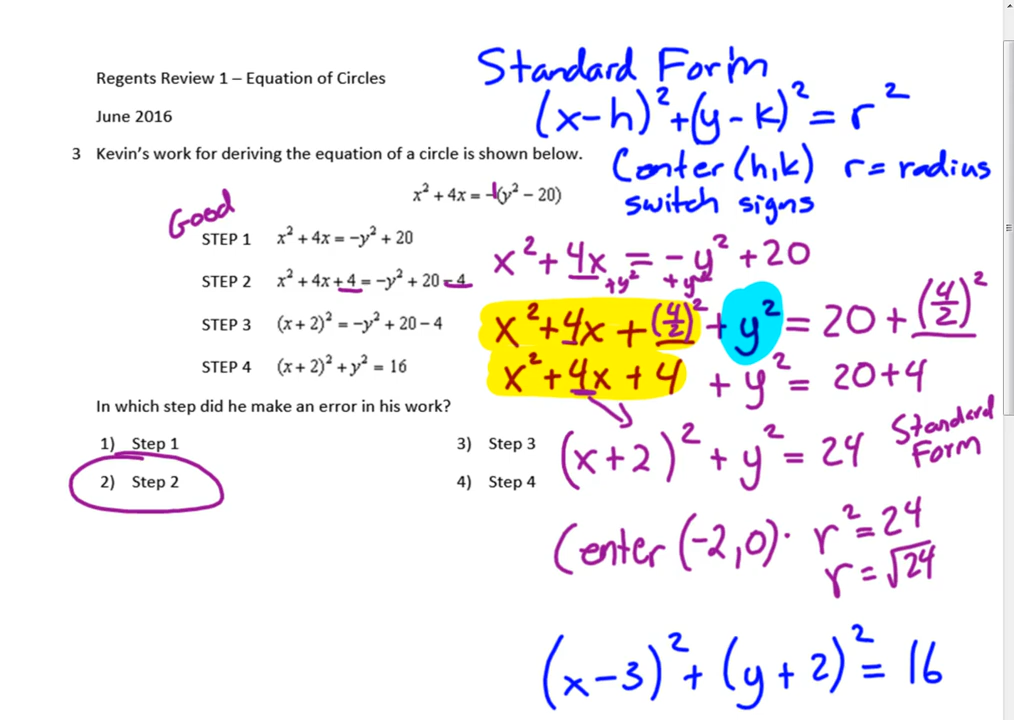 Standard Form
Regents Review 1 – Equation of Circles
(x-h)²+(y-k)²=r²
June 2016
3 Kevin's work for deriving the equation of a circle is shown below.
Center (h,k) r= radius
switch signs
x² + 4x = -(y² − 20)
Good
STEP 1 x² + 4x = −y² + 20
x²+4x = -y²+20
+y² +y²
STEP 2 x² + 4x + 4 = −y² + 20 − 4
x²+4x+(4/2)²+y²=20+(4/2)²
STEP 3 (x + 2)² = −y² + 20 − 4
STEP 4 (x + 2)² + y² = 16
x²+4x+4 +y²=20+4
In which step did he make an error in his work?
1) Step 1
3) Step 3
(x+2)²+y²=24
Standard
Form
2) Step 2
4) Step 4
Center (-2,0). r²=24
r=√24
(x-3)²+(y+2)²=16